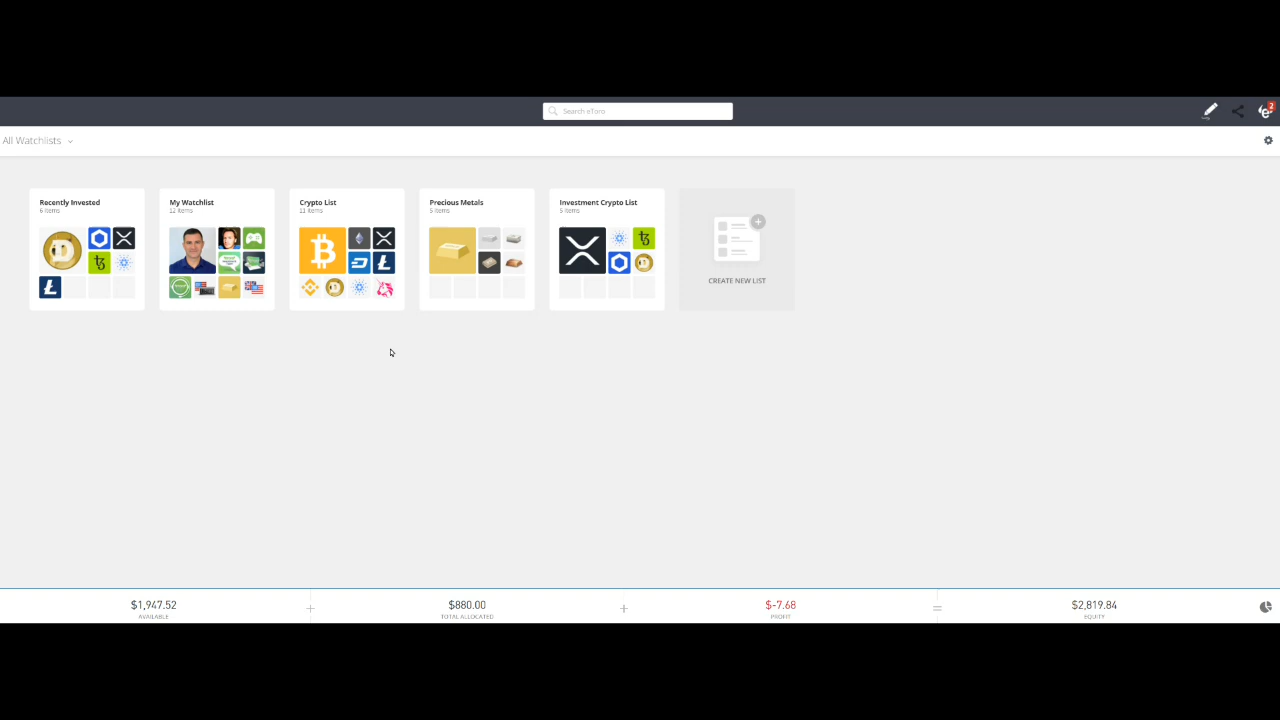 Search eToro
2
All Watchlists
Recently Invested
6 Items
My Watchlist
12 Items
Crypto List
11 Items
Precious Metals
5 Items
Investment Crypto List
5 Items
CREATE NEW LIST
$1,947.52
AVAILABLE
+
$880.00
TOTAL ALLOCATED
+
$-7.68
PROFIT
=
$2,819.84
EQUITY